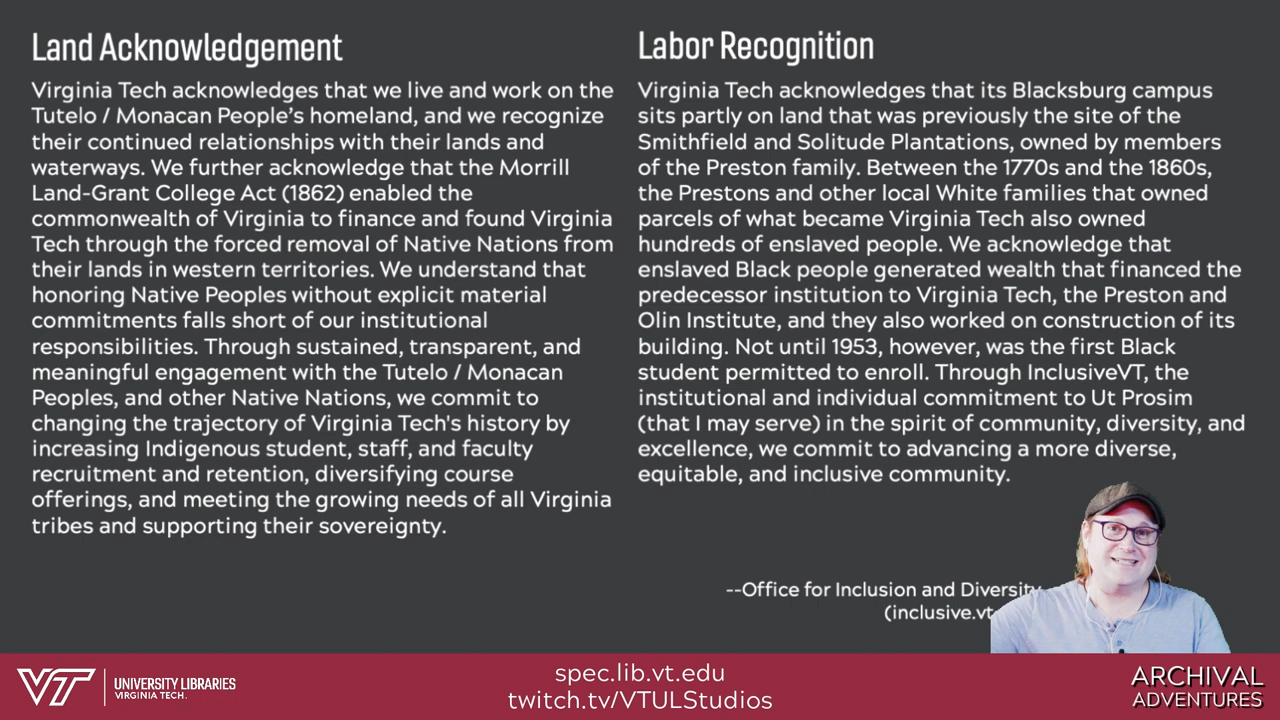 Land Acknowledgement
Virginia Tech acknowledges that we live and work on the
Tutelo / Monacan People's homeland, and we recognize
their continued relationships with their lands and
waterways. We further acknowledge that the Morrill
Land-Grant College Act (1862) enabled the
commonwealth of Virginia to finance and found Virginia
Tech through the forced removal of Native Nations from
their lands in western territories. We understand that
honoring Native Peoples without explicit material
commitments falls short of our institutional
responsibilities. Through sustained, transparent, and
meaningful engagement with the Tutelo / Monacan
Peoples, and other Native Nations, we commit to
changing the trajectory of Virginia Tech's history by
increasing Indigenous student, staff, and faculty
recruitment and retention, diversifying course
offerings, and meeting the growing needs of all Virginia
tribes and supporting their sovereignty.
Labor Recognition
Virginia Tech acknowledges that its Blacksburg campus
sits partly on land that was previously the site of the
Smithfield and Solitude Plantations, owned by members
of the Preston family. Between the 1770s and the 1860s,
the Prestons and other local White families that owned
parcels of what became Virginia Tech also owned
hundreds of enslaved people. We acknowledge that
enslaved Black people generated wealth that financed the
predecessor institution to Virginia Tech, the Preston and
Olin Institute, and they also worked on construction of its
building. Not until 1953, however, was the first Black
student permitted to enroll. Through InclusiveVT, the
institutional and individual commitment to Ut Prosim
(that I may serve) in the spirit of community, diversity, and
excellence, we commit to advancing a more diverse,
equitable, and inclusive community.
--Office for Inclusion and Diversity
(inclusive.vt
VT UNIVERSITY LIBRARIES
VIRGINIA TECH.
spec.lib.vt.edu
twitch.tv/VTULStudios
ARCHIVAL
ADVENTURES